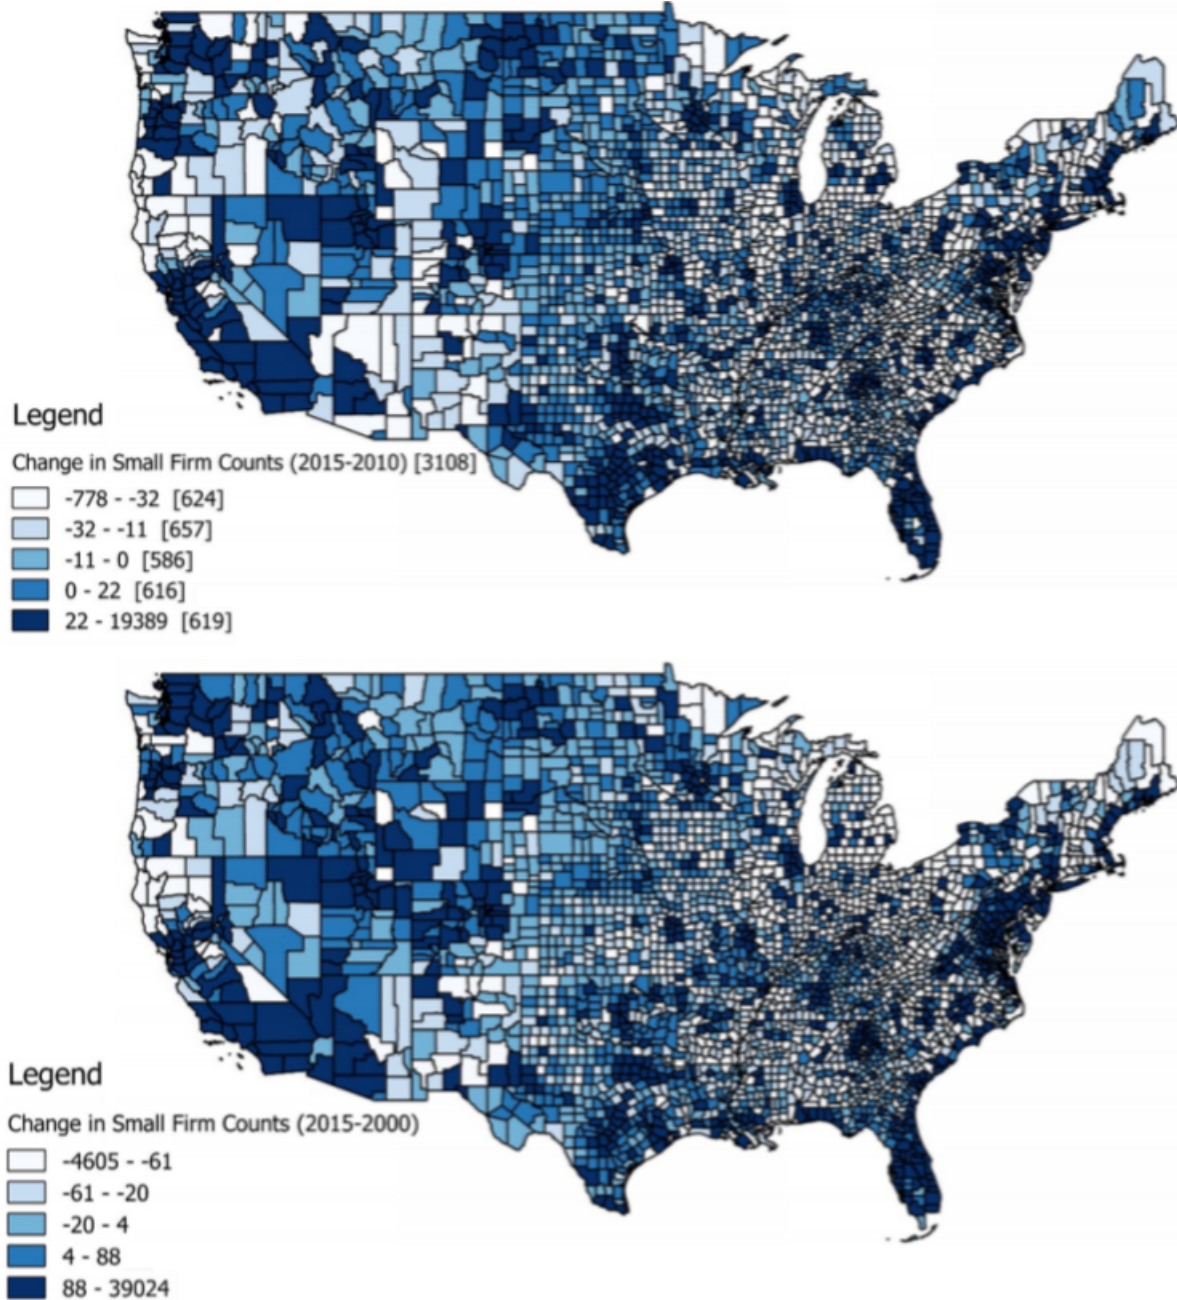 Legend
Change in Small Firm Counts (2015-2010) [3108]
-778 - -32 [624]
-32 - -11 [657]
-11 - 0 [586]
0 - 22 [616]
22 - 19389 [619]
Legend
Change in Small Firm Counts (2015-2000)
-4605 - -61
-61 - -20
-20 - 4
4 - 88
88 - 39024